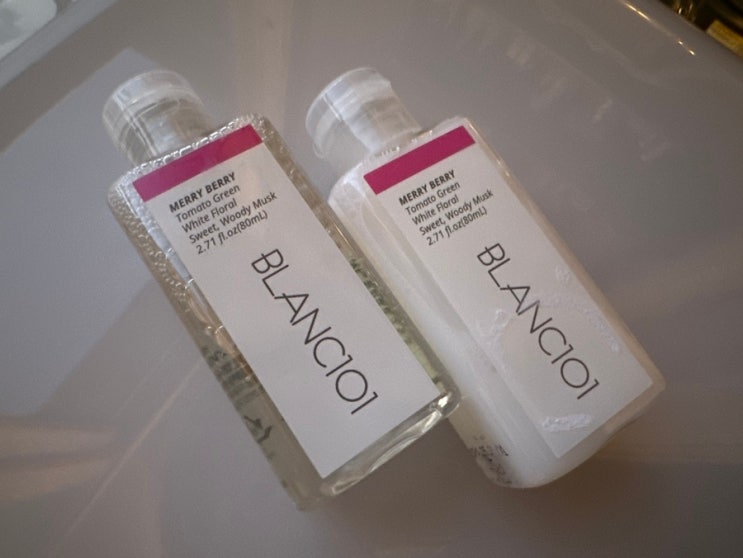 MERRY BERRY
Tomato Green
White Floral
Sweet, Woody Musk
2.71 fl.oz(80mL)
BLANC101
MERRY BERRY
Tomato Green
White Floral
Sweet, Woody Musk
2.71 fl.oz(80mL)
BLANC101